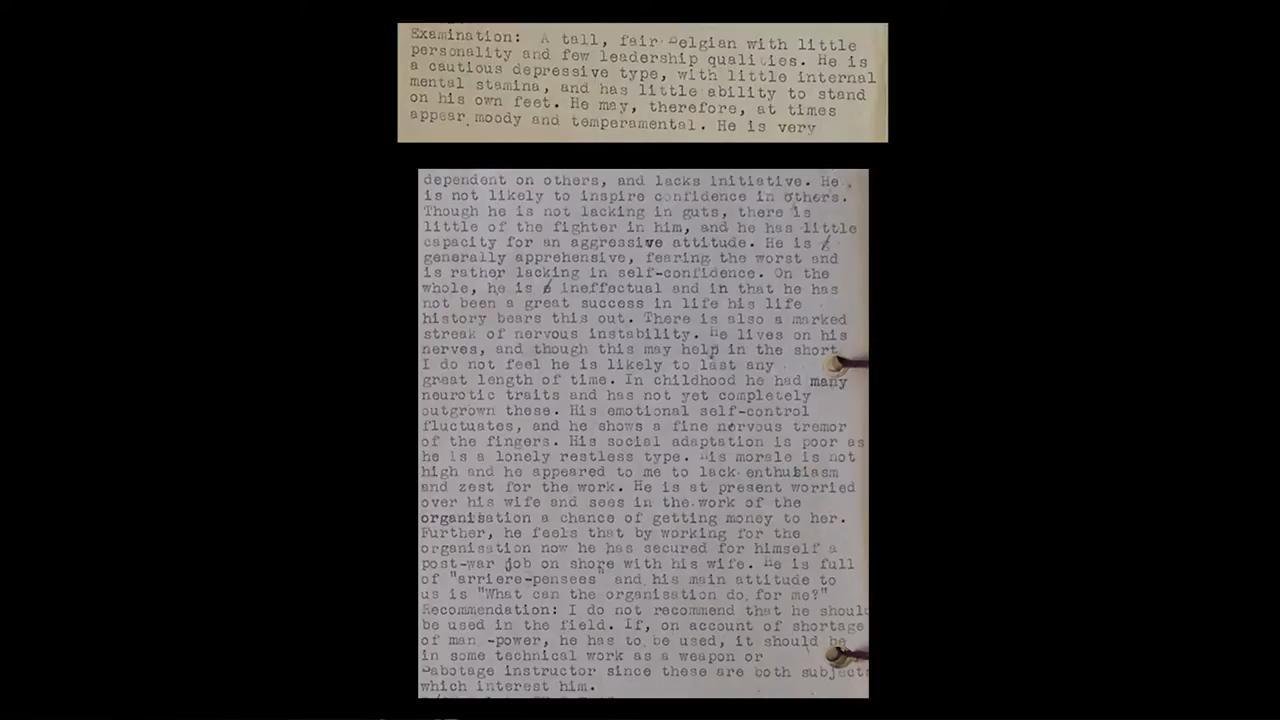 Examination: A tall, fair Belgian with little
personality and few leadership qualities. He is
a cautious depressive type, with little internal
mental stamina, and has little ability to stand
on his own feet. He may, therefore, at times
appear moody and temperamental. He is very
dependent on others, and lacks initiative. He
is not likely to inspire confidence in others.
Though he is not lacking in guts, there is
little of the fighter in him, and he has little
capacity for an aggressive attitude. He is
generally apprehensive, fearing the worst and
is rather lacking in self-confidence. On the
whole, he is ineffectual and in that he has
not been a great success in life his life
history bears this out. There is also a marked
streak of nervous instability. He lives on his
nerves, and though this may help in the short
I do not feel he is likely to last any
great length of time. In childhood he had many
neurotic traits and has not yet completely
outgrown these. His emotional self-control
fluctuates, and he shows a fine nervous tremor
of the fingers. His social adaptation is poor as
he is a lonely restless type. His morale is not
high and he appeared to me to lack enthusiasm
and zest for the work. He is at present worried
over his wife and sees in the work of the
organisation a chance of getting money to her.
Further, he feels that by working for the
organisation now he has secured for himself a
post-war job on shore with his wife. He is full
of "arriere-pensees" and his main attitude to
us is "What can the organisation do for me?"
Recommendation: I do not recommend that he should
be used in the field. If, on account of shortage
of man -power, he has to be used, it should be
in some technical work as a weapon or
Sabotage instructor since these are both subjects
which interest him.